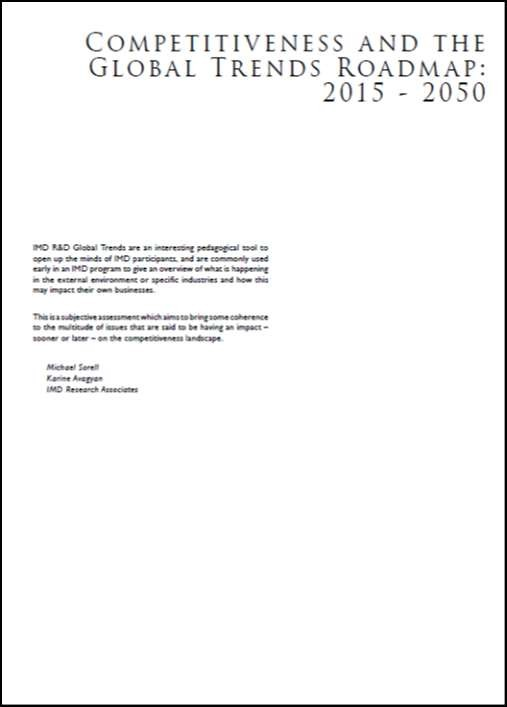 COMPETITIVENESS AND THE
GLOBAL TRENDS ROADMAP:
2015 - 2050
IMD R&D Global Trends are an interesting pedagogical tool to
open up the minds of IMD participants, and are commonly used
early in an IMD program to give an overview of what is happening
in the external environment or specific industries and how this
may impact their own businesses.
This is a subjective assessment which aims to bring some coherence
to the multitude of issues that are said to be having an impact –
sooner or later – on the competitiveness landscape.
Michael Sorell
Karine Avagyan
IMD Research Associates